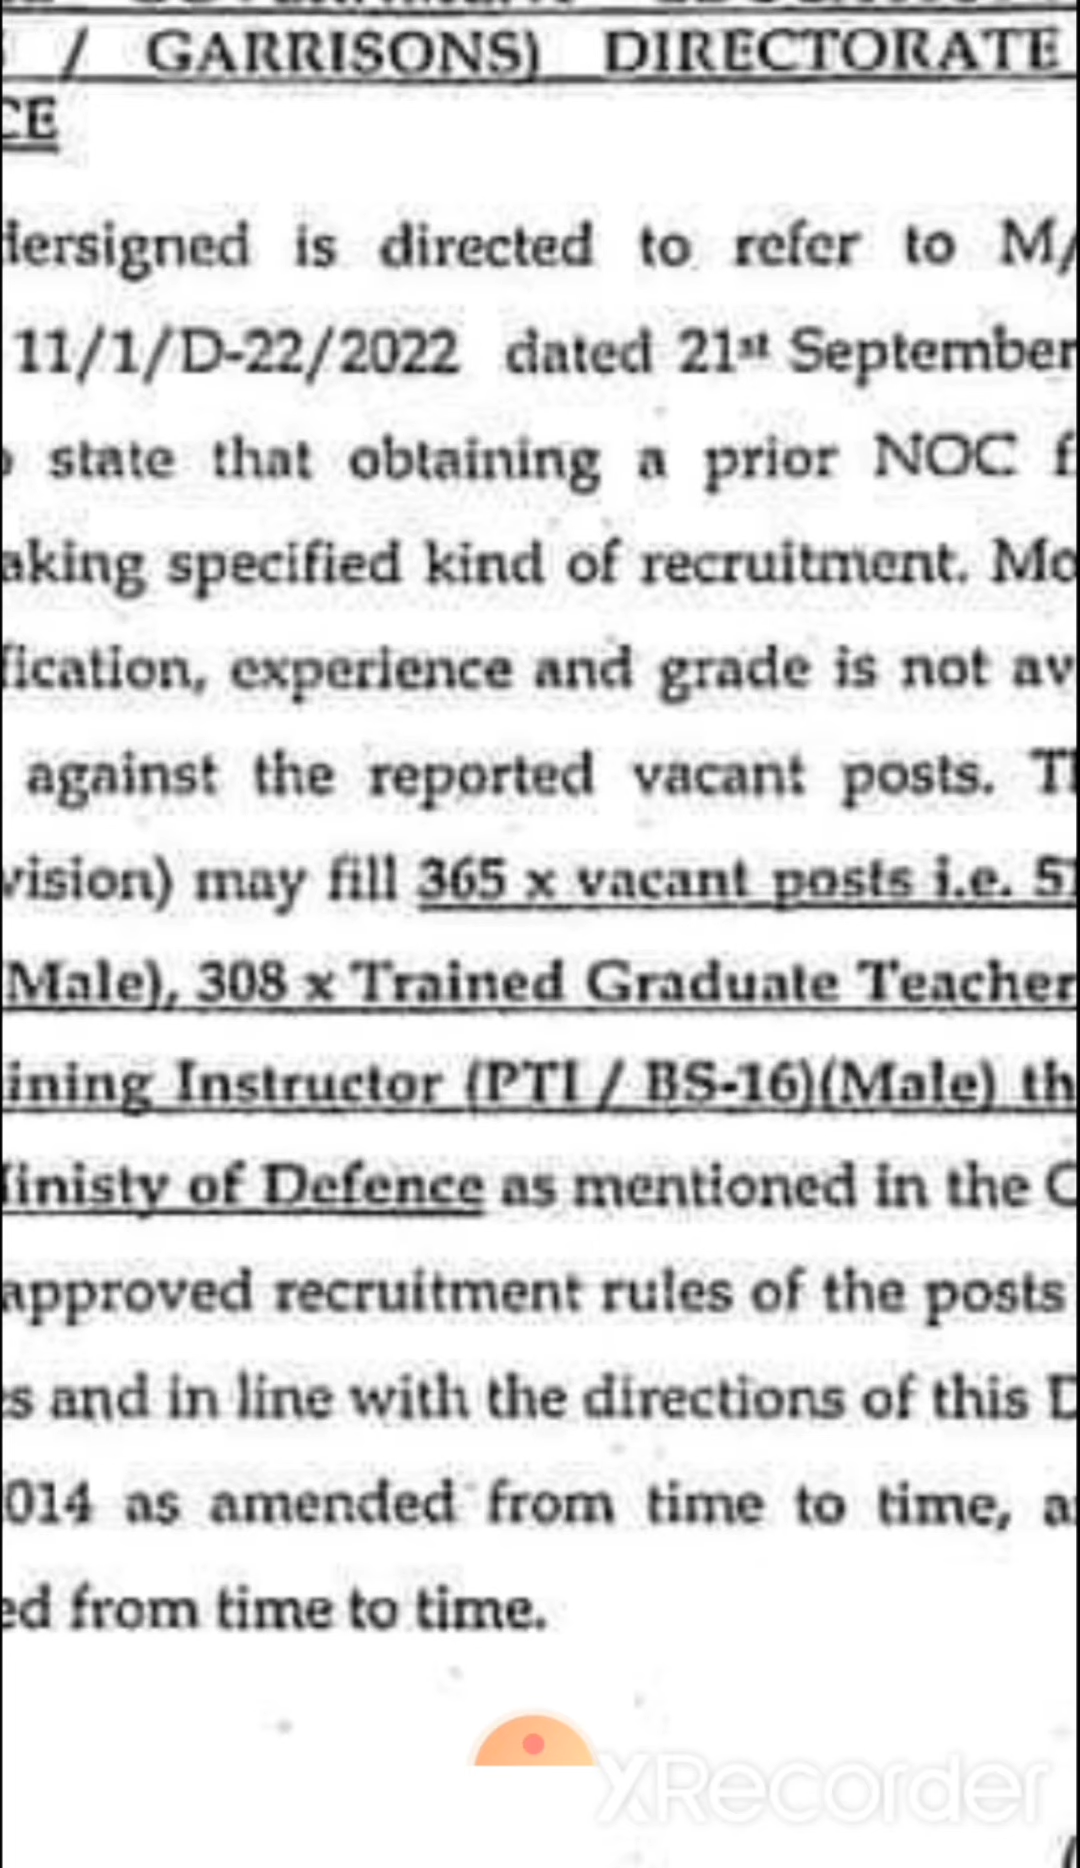 / GARRISONS) DIRECTORATE
CE
dersigned is directed to refer to M/
11/1/D-22/2022 dated 21st September
state that obtaining a prior NOC f
aking specified kind of recruitment. Mo
fication, experience and grade is not av
against the reported vacant posts. Th
vision) may fill 365 x vacant posts i.e. 51
(Male), 308 x Trained Graduate Teacher
ining Instructor (PTI / BS-16)(Male) th
inisty of Defence as mentioned in the C
approved recruitment rules of the posts
s and in line with the directions of this D
014 as amended from time to time, a
ed from time to time.
XRecorder